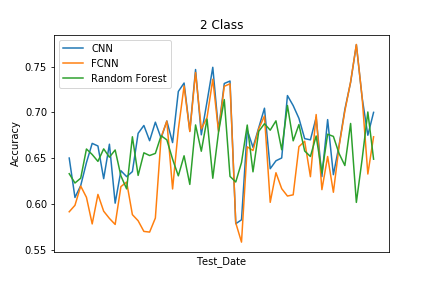 2 Class
CNN
FCNN
Random Forest
0.75
0.70
0.65
0.60
0.55
Accuracy
Test_Date